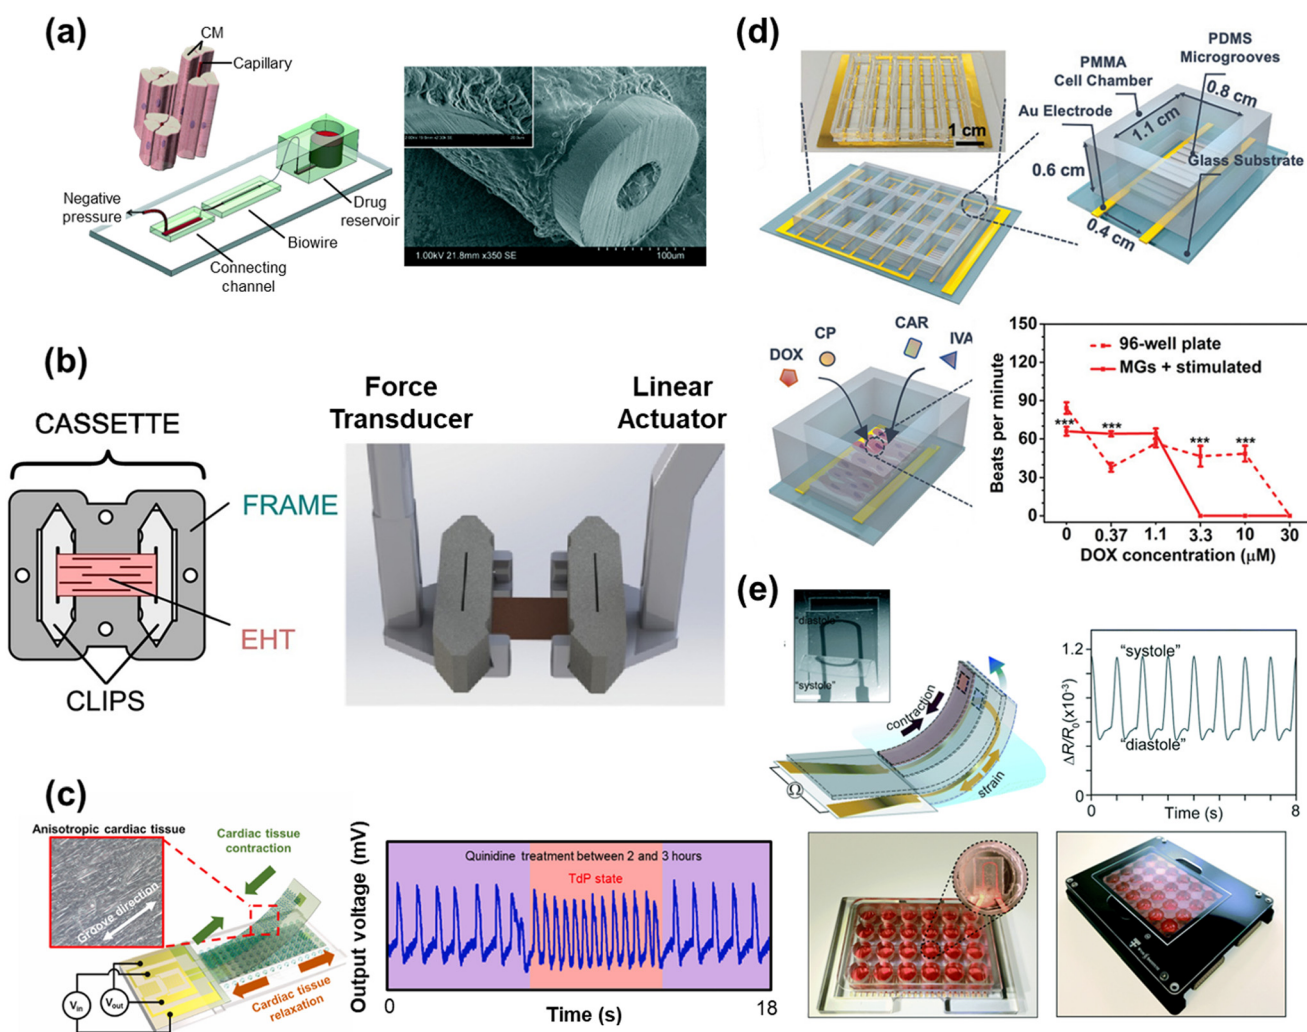 (a)
CM
Capillary
Negative
pressure
Drug
reservoir
Biowire
Connecting
channel
1.00kV 21.8mm x350 SE
100um
(b)
CASSETTE
FRAME
EHT
CLIPS
Force
Transducer
Linear
Actuator
(c)
Anisotropic cardiac tissue
Groove direction
Cardiac tissue
contraction
Cardiac tissue
relaxation
Vin
Vout
Output voltage (mV)
Quinidine treatment between 2 and 3 hours
TdP state
0
18
Time (s)
(d)
1 cm
PMMA
Cell Chamber
PDMS
Microgrooves
Au Electrode
0.8 cm
1.1 cm
Glass Substrate
0.6 cm
0.4 cm
DOX
CP
CAR
IVA
Beats per minute
150
120
90
60
30
0
96-well plate
MGs + stimulated
***
***
***
***
0
0.37
1.1
3.3
10
30
DOX concentration (μM)
(e)
"diastole"
"systole"
contraction
strain
Ω
ΔR/R0(x10-3)
1.2
0.6
0
"systole"
"diastole"
0
8
Time (s)